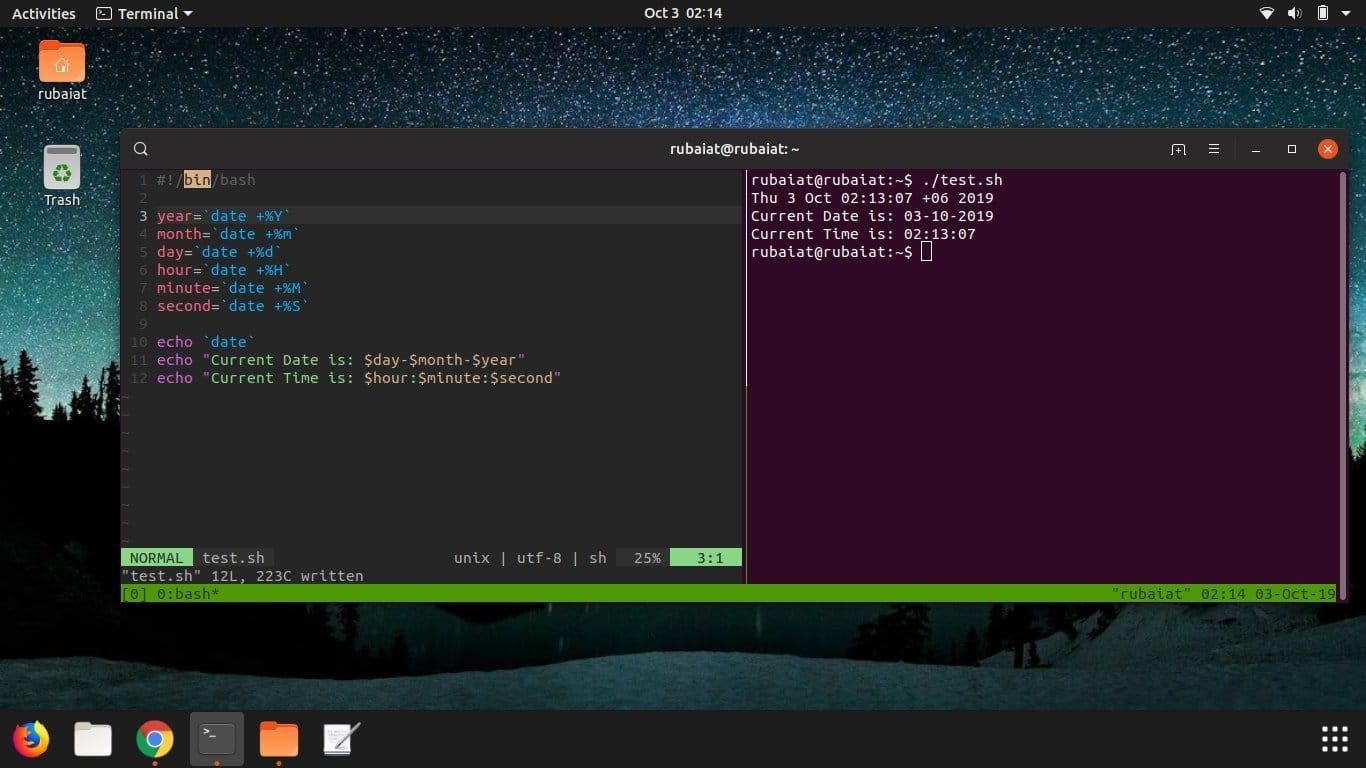 Activities
Terminal
Oct 3 02:14
rubaiat
Trash
rubaiat@rubaiat: ~
1 #!/bin/bash
2
3 year=`date +%Y`
4 month=`date +%m`
5 day=`date +%d`
6 hour=`date +%H`
7 minute=`date +%M`
8 second=`date +%S`
9
10 echo `date`
11 echo "Current Date is: $day-$month-$year"
12 echo "Current Time is: $hour:$minute:$second"
~
~
~
~
~
~
~
~
~
NORMAL test.sh unix | utf-8 | sh 25% 3:1
"test.sh" 12L, 223C written
rubaiat@rubaiat:~$ ./test.sh
Thu 3 Oct 02:13:07 +06 2019
Current Date is: 03-10-2019
Current Time is: 02:13:07
rubaiat@rubaiat:~$
[0] 0:bash* "rubaiat" 02:14 03-Oct-19